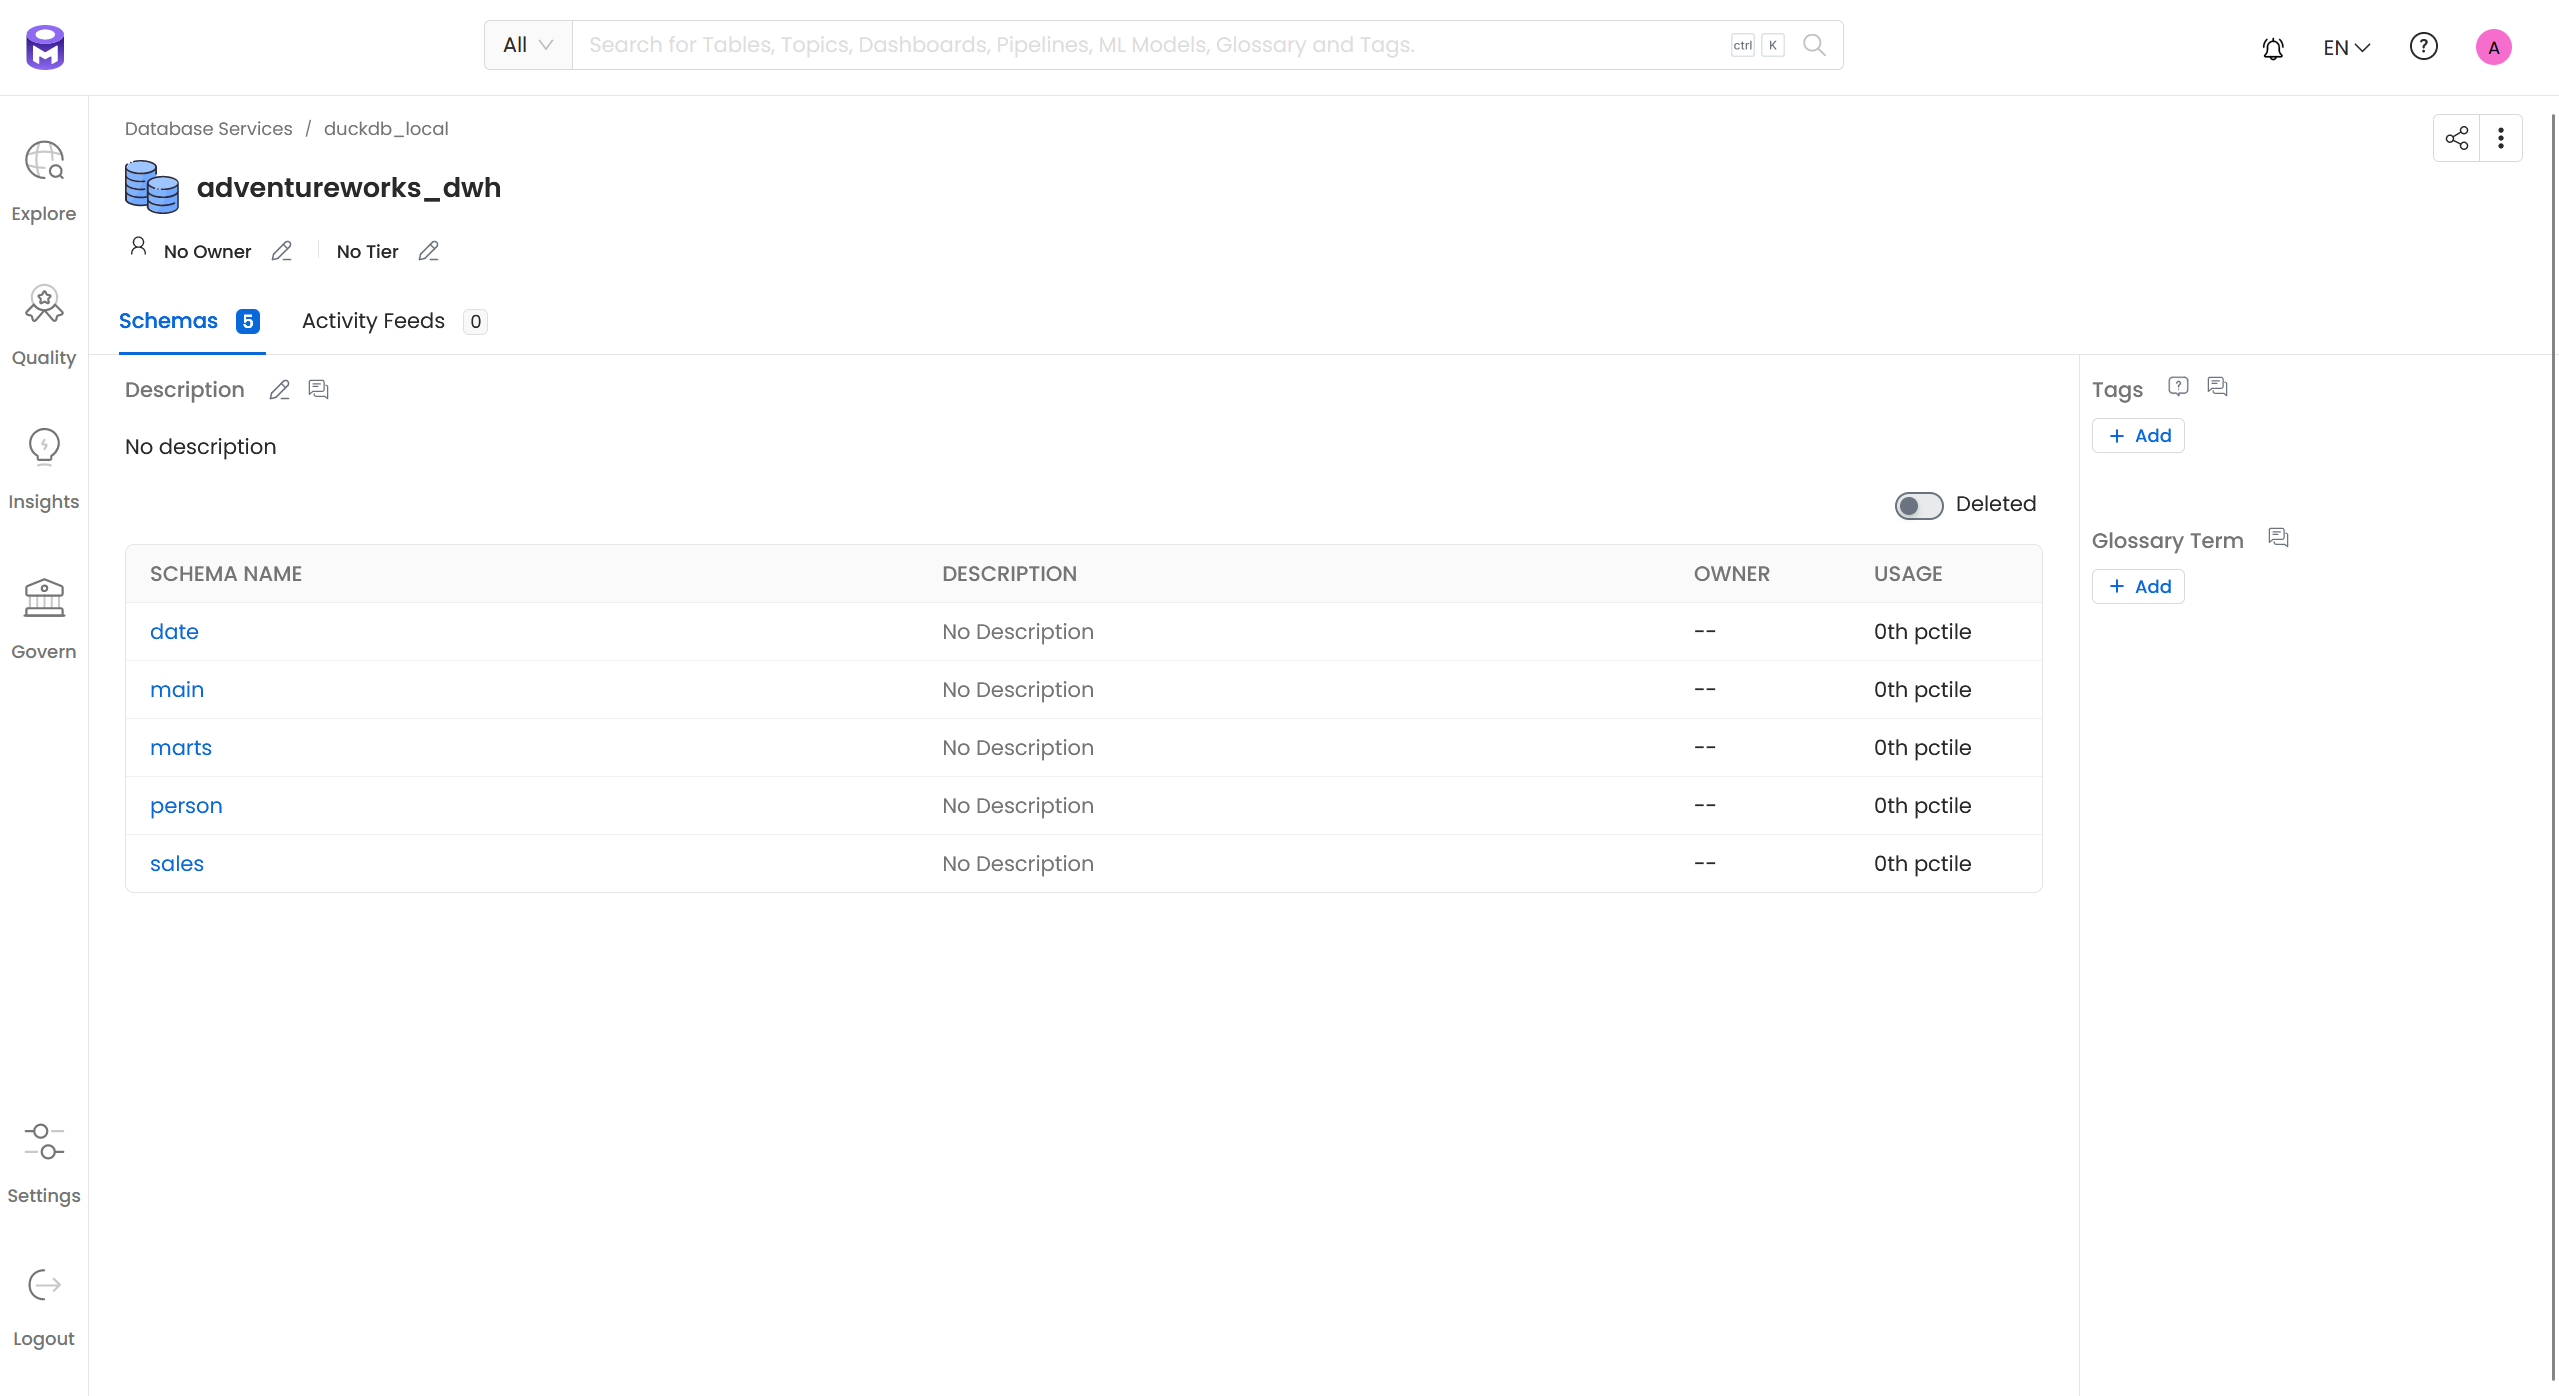 All
Search for Tables, Topics, Dashboards, Pipelines, ML Models, Glossary and Tags.
ctrl K
EN
?
A
Explore
Quality
Insights
Govern
Settings
Logout
Database Services / duckdb_local
adventureworks_dwh
No Owner
No Tier
Schemas 5
Activity Feeds 0
Description
No description
Deleted
SCHEMA NAME DESCRIPTION OWNER USAGE
date No Description -- 0th pctile
main No Description -- 0th pctile
marts No Description -- 0th pctile
person No Description -- 0th pctile
sales No Description -- 0th pctile
Tags
+ Add
Glossary Term
+ Add